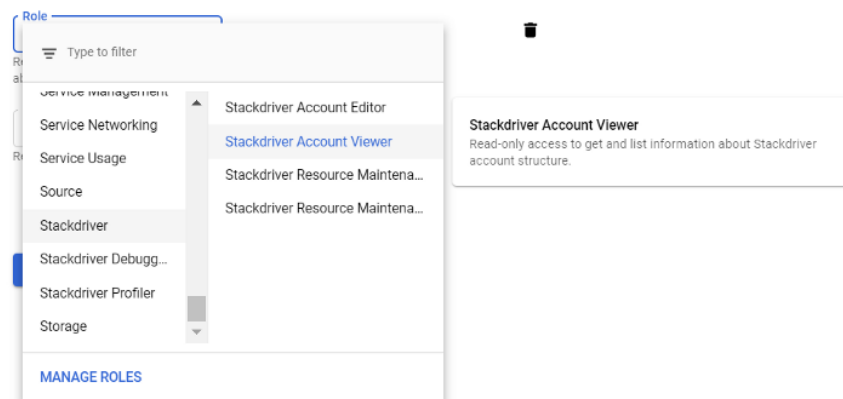 Role
Type to filter
Service Management
Service Networking
Service Usage
Source
Stackdriver
Stackdriver Debugg...
Stackdriver Profiler
Storage
Stackdriver Account Editor
Stackdriver Account Viewer
Stackdriver Resource Maintena...
Stackdriver Resource Maintena...
MANAGE ROLES
Stackdriver Account Viewer
Read-only access to get and list information about Stackdriver
account structure.